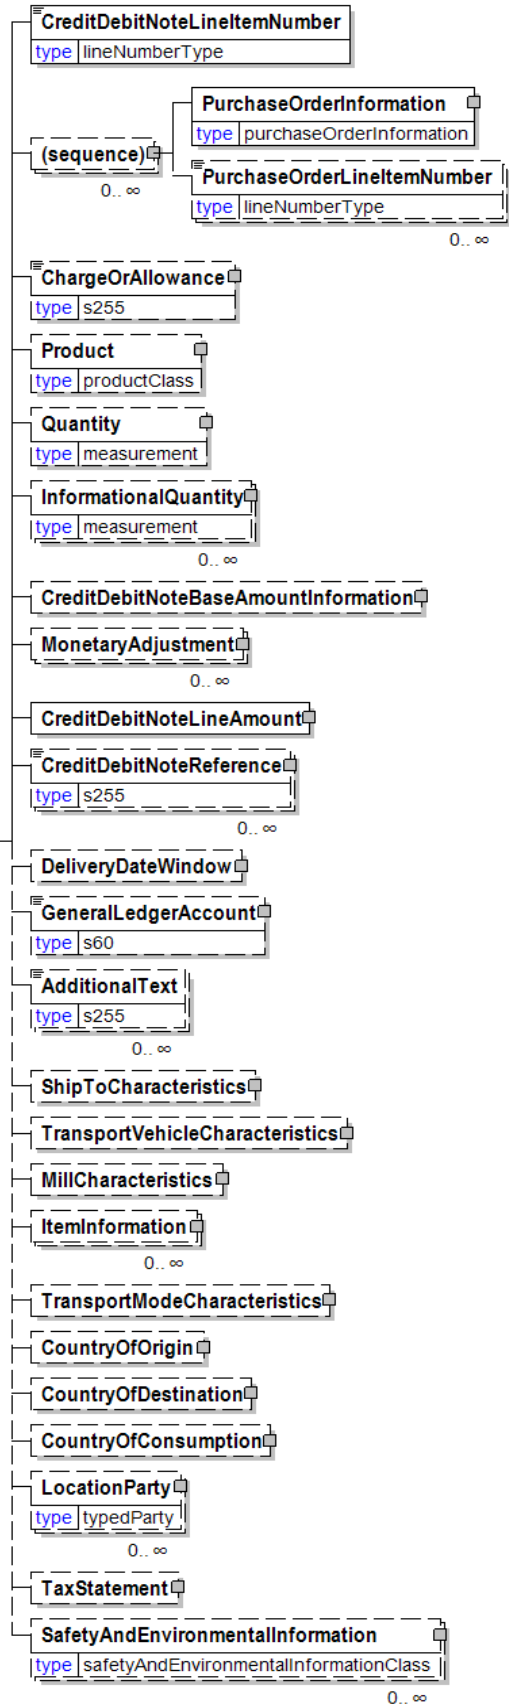 CreditDebitNoteLineItemNumber
type lineNumberType
PurchaseOrderInformation
type purchaseOrderInformation
(sequence)
0.. ∞
PurchaseOrderLineItemNumber
type lineNumberType
0.. ∞
ChargeOrAllowance
type s255
Product
type productClass
Quantity
type measurement
InformationalQuantity
type measurement
0.. ∞
CreditDebitNoteBaseAmountInformation
MonetaryAdjustment
0.. ∞
CreditDebitNoteLineAmount
CreditDebitNoteReference
type s255
0.. ∞
DeliveryDateWindow
GeneralLedgerAccount
type s60
AdditionalText
type s255
0.. ∞
ShipToCharacteristics
TransportVehicleCharacteristics
MillCharacteristics
ItemInformation
0.. ∞
TransportModeCharacteristics
CountryOfOrigin
CountryOfDestination
CountryOfConsumption
LocationParty
type typedParty
0.. ∞
TaxStatement
SafetyAndEnvironmentalInformation
type safetyAndEnvironmentalInformationClass
0.. ∞